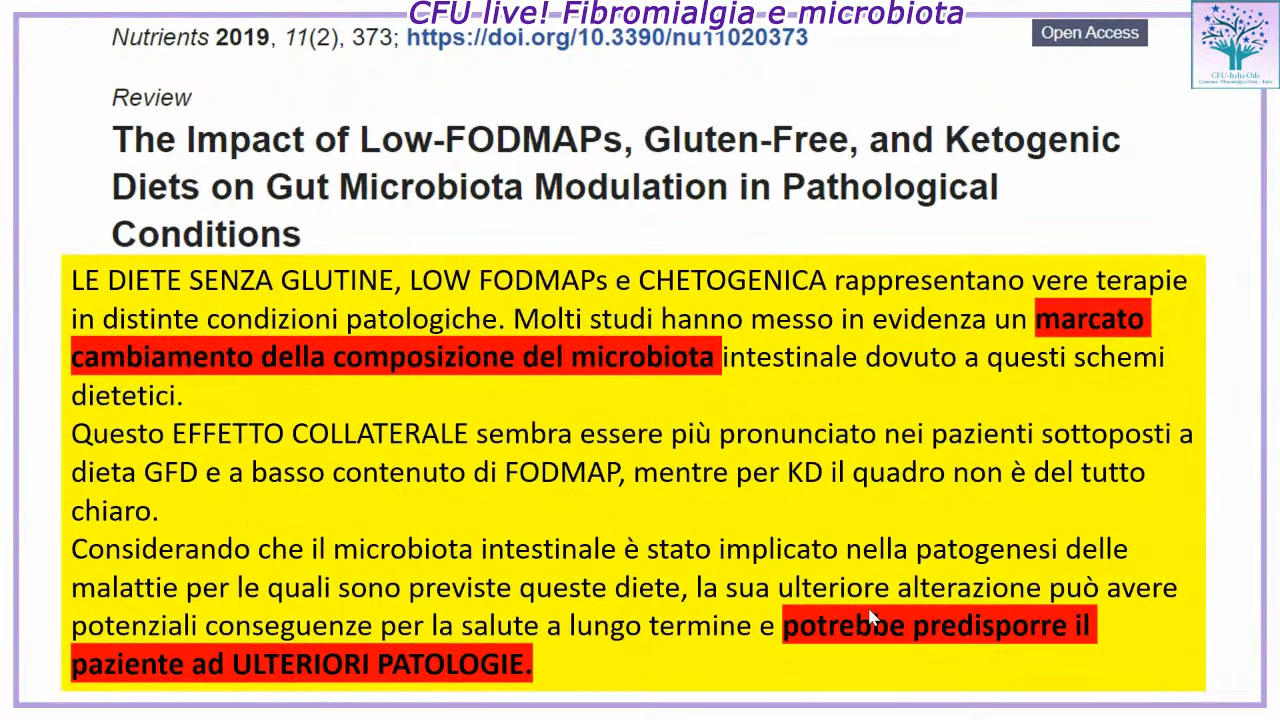 CFU live! Fibromialgia e microbiota
Nutrients 2019, 11(2), 373; https://doi.org/10.3390/nu11020373
Open Access
CFU-Italia Odv
Review
The Impact of Low-FODMAPs, Gluten-Free, and Ketogenic
Diets on Gut Microbiota Modulation in Pathological
Conditions
LE DIETE SENZA GLUTINE, LOW FODMAPs e CHETOGENICA rappresentano vere terapie
in distinte condizioni patologiche. Molti studi hanno messo in evidenza un marcato
cambiamento della composizione del microbiota intestinale dovuto a questi schemi
dietetici.
Questo EFFETTO COLLATERALE sembra essere più pronunciato nei pazienti sottoposti a
dieta GFD e a basso contenuto di FODMAP, mentre per KD il quadro non è del tutto
chiaro.
Considerando che il microbiota intestinale è stato implicato nella patogenesi delle
malattie per le quali sono previste queste diete, la sua ulteriore alterazione può avere
potenziali conseguenze per la salute a lungo termine e potrebbe predisporre il
paziente ad ULTERIORI PATOLOGIE.